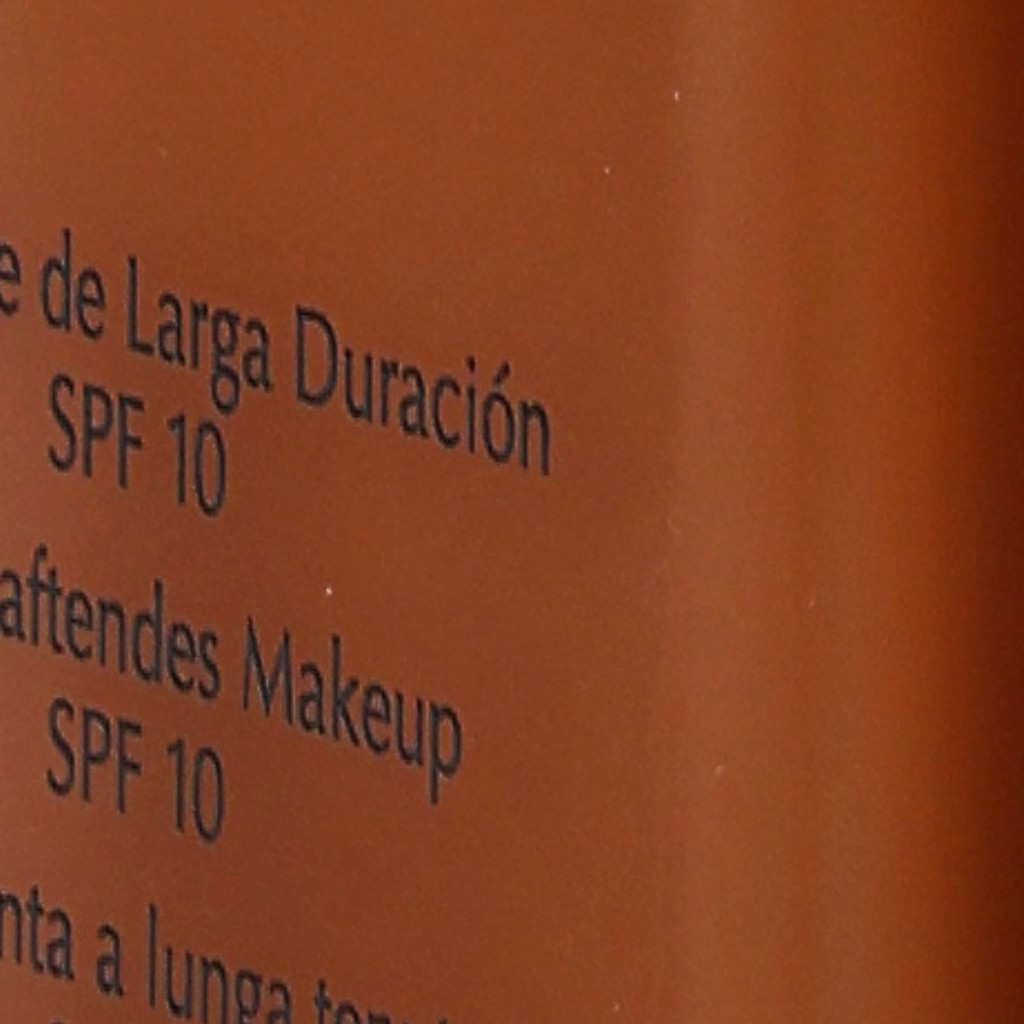 e de Larga Duración
SPF 10
aftendes Makeup
SPF 10
nta a lunga